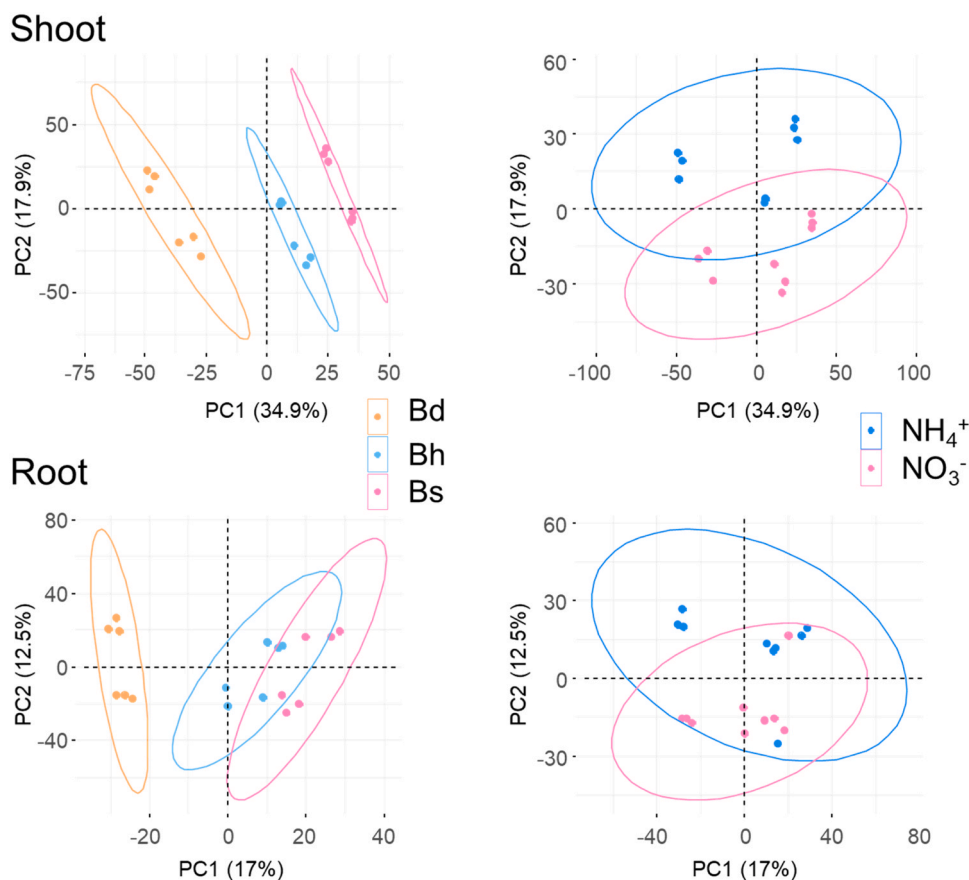 Shoot
50
0
-50
PC2 (17.9%)
-75
-50
-25
0
25
50
PC1 (34.9%)
60
30
0
-30
PC2 (17.9%)
-100
-50
0
50
100
PC1 (34.9%)
Bd
Bh
Bs
NH₄⁺
NO₃⁻
Root
80
40
0
-40
PC2 (12.5%)
-20
0
20
40
PC1 (17%)
60
30
0
-30
PC2 (12.5%)
-40
0
40
80
PC1 (17%)